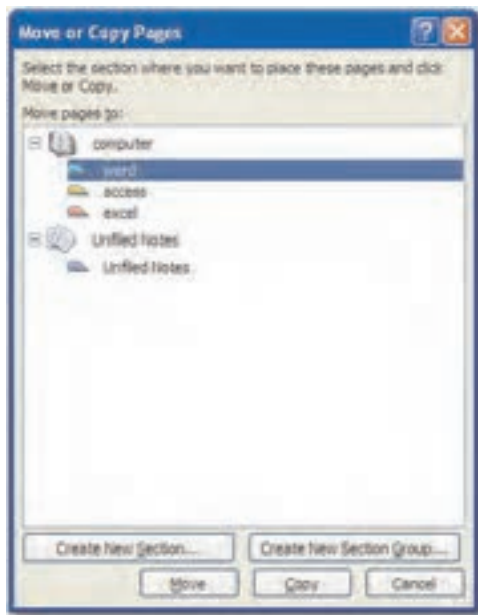 Move or Copy Pages
Select the section where you want to place these pages and click
Move or Copy.
Move pages to:
computer
word
access
excel
Unfiled Notes
Unfiled Notes
Create New Section...
Create New Section Group...
Move
Copy
Cancel